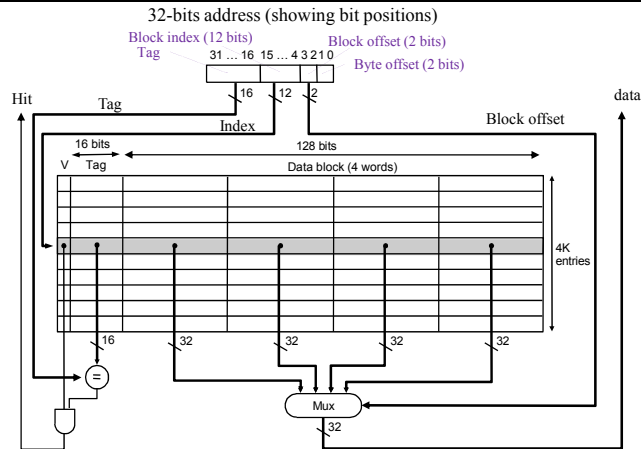 32-bits address (showing bit positions)
Block index (12 bits)
Block offset (2 bits)
Tag
31 ... 16 15 ... 4 3 2 1 0
Byte offset (2 bits)
Hit
Tag
16
12
2
data
Index
Block offset
16 bits
128 bits
V
Tag
Data block (4 words)
4K
entries
16
32
32
32
32
=
Mux
32